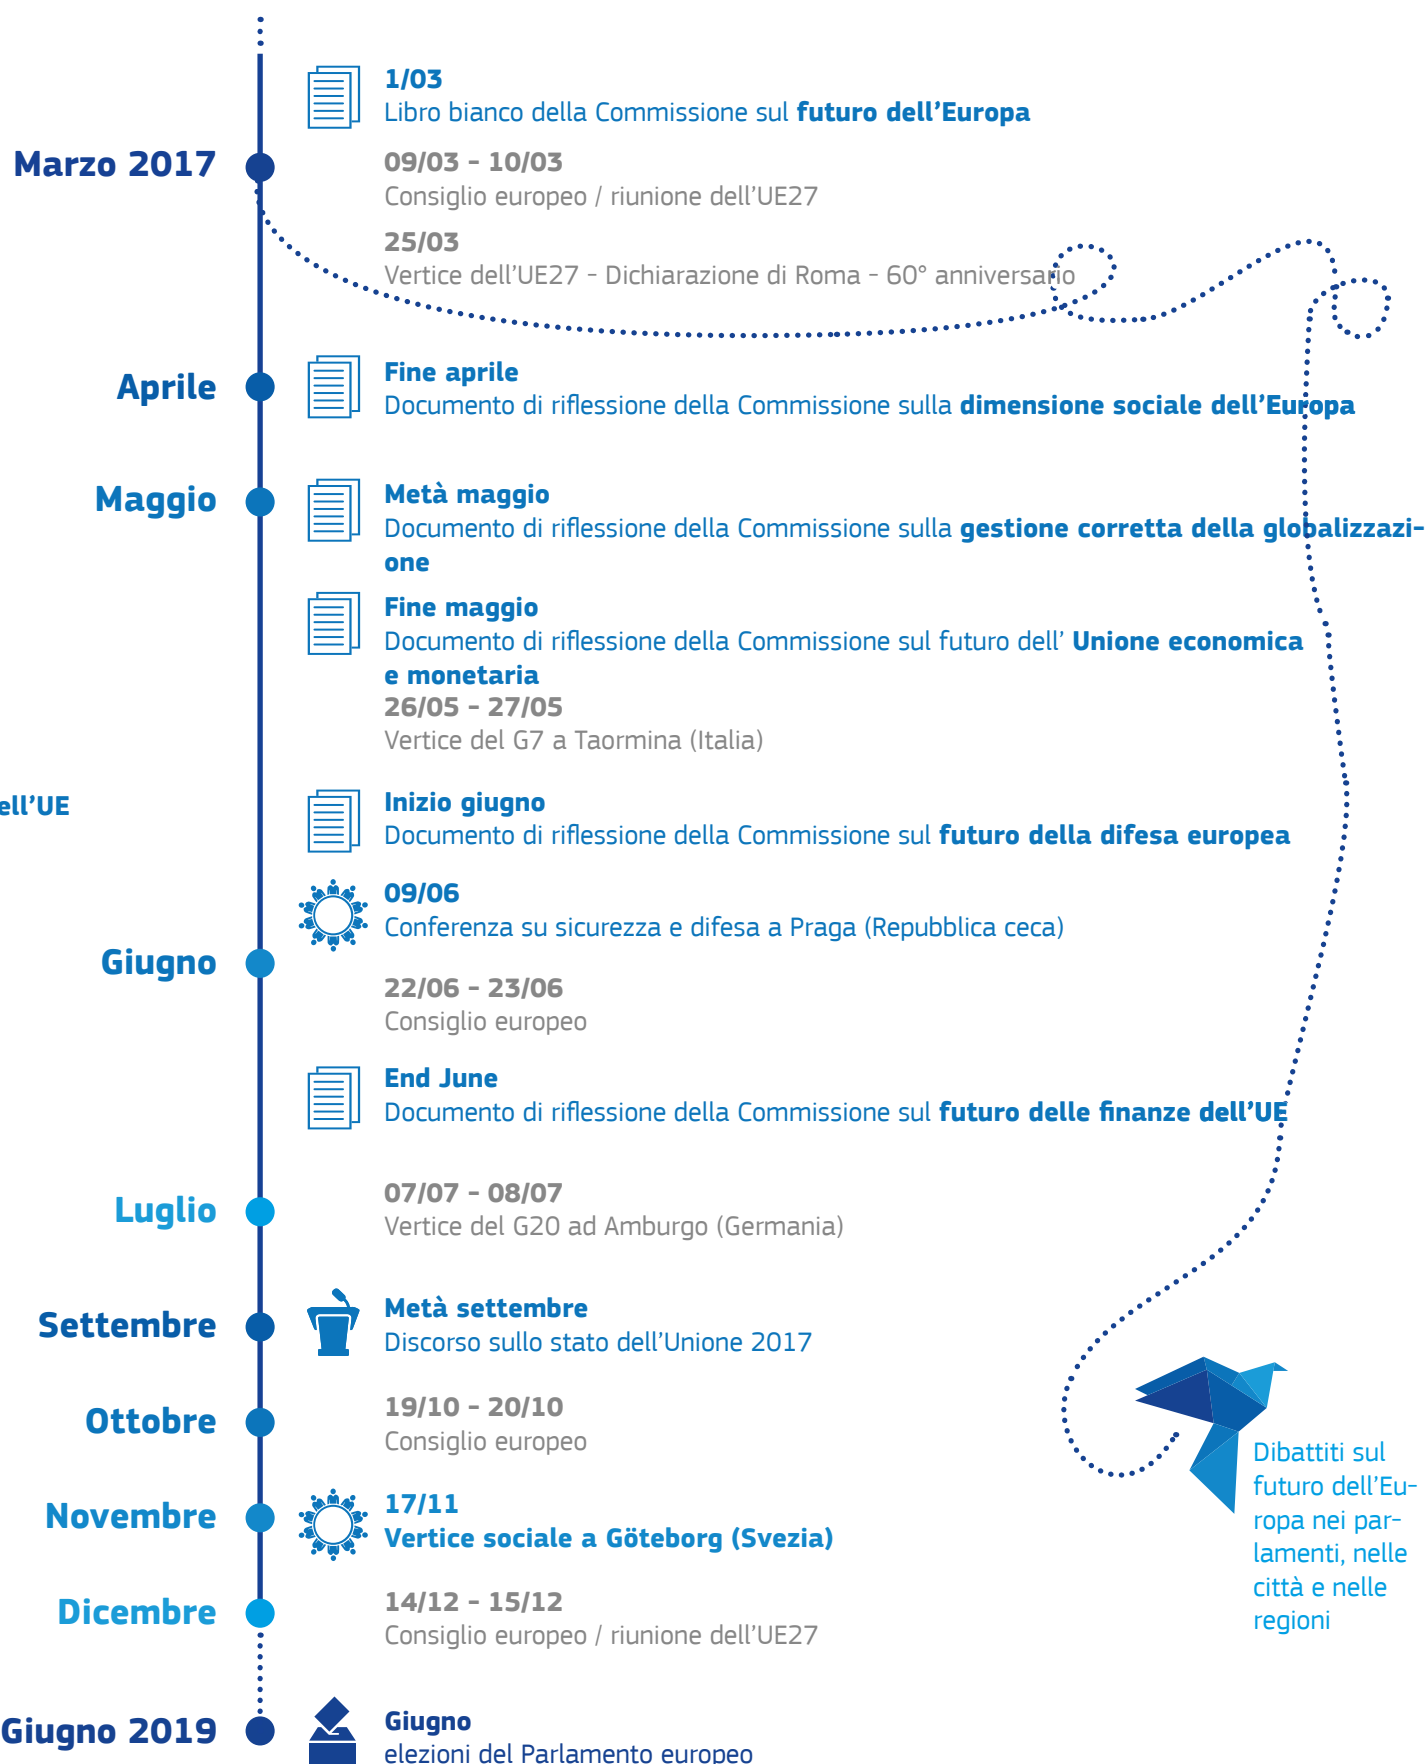 Marzo 2017
1/03
Libro bianco della Commissione sul futuro dell'Europa
09/03 - 10/03
Consiglio europeo / riunione dell'UE27
25/03
Vertice dell'UE27 - Dichiarazione di Roma - 60° anniversario
Aprile
Fine aprile
Documento di riflessione della Commissione sulla dimensione sociale dell'Europa
Maggio
Metà maggio
Documento di riflessione della Commissione sulla gestione corretta della globalizzazi-
one
Fine maggio
Documento di riflessione della Commissione sul futuro dell' Unione economica
e monetaria
26/05 - 27/05
Vertice del G7 a Taormina (Italia)
ell'UE
Inizio giugno
Documento di riflessione della Commissione sul futuro della difesa europea
Giugno
09/06
Conferenza su sicurezza e difesa a Praga (Repubblica ceca)
22/06 - 23/06
Consiglio europeo
End June
Documento di riflessione della Commissione sul futuro delle finanze dell'UE
Luglio
07/07 - 08/07
Vertice del G20 ad Amburgo (Germania)
Settembre
Metà settembre
Discorso sullo stato dell'Unione 2017
Ottobre
19/10 - 20/10
Consiglio europeo
Novembre
17/11
Vertice sociale a Göteborg (Svezia)
Dicembre
14/12 - 15/12
Consiglio europeo / riunione dell'UE27
Giugno 2019
Giugno
elezioni del Parlamento europeo
Dibattiti sul
futuro dell'Eu-
ropa nei par-
lamenti, nelle
città e nelle
regioni